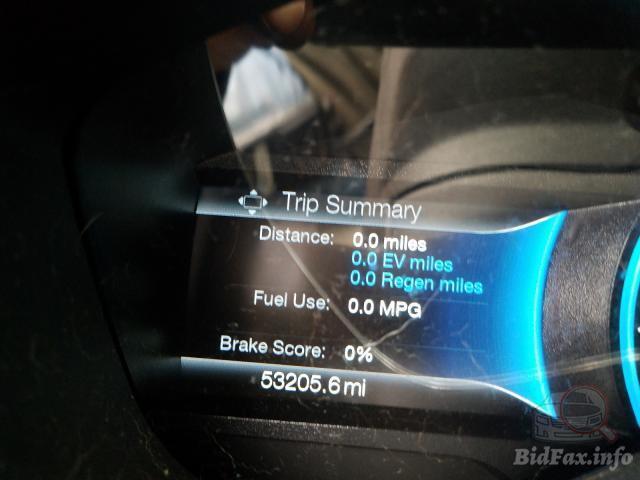 Trip Summary
Distance: 0.0 miles
0.0 EV miles
0.0 Regen miles
Fuel Use: 0.0 MPG
Brake Score: 0%
53205.6 mi
BidFax.info